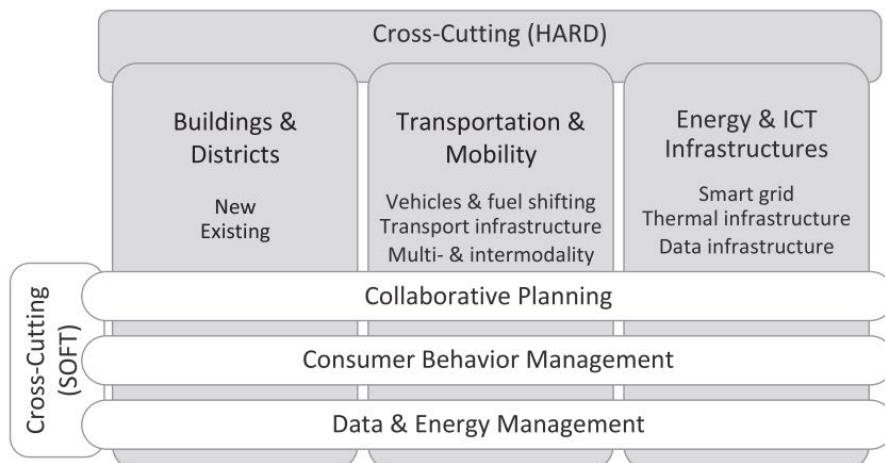 Cross-Cutting (HARD)
Buildings &
Districts
New
Existing
Transportation &
Mobility
Vehicles & fuel shifting
Transport infrastructure
Multi- & intermodality
Energy & ICT
Infrastructures
Smart grid
Thermal infrastructure
Data infrastructure
Cross-Cutting
(SOFT)
Collaborative Planning
Consumer Behavior Management
Data & Energy Management